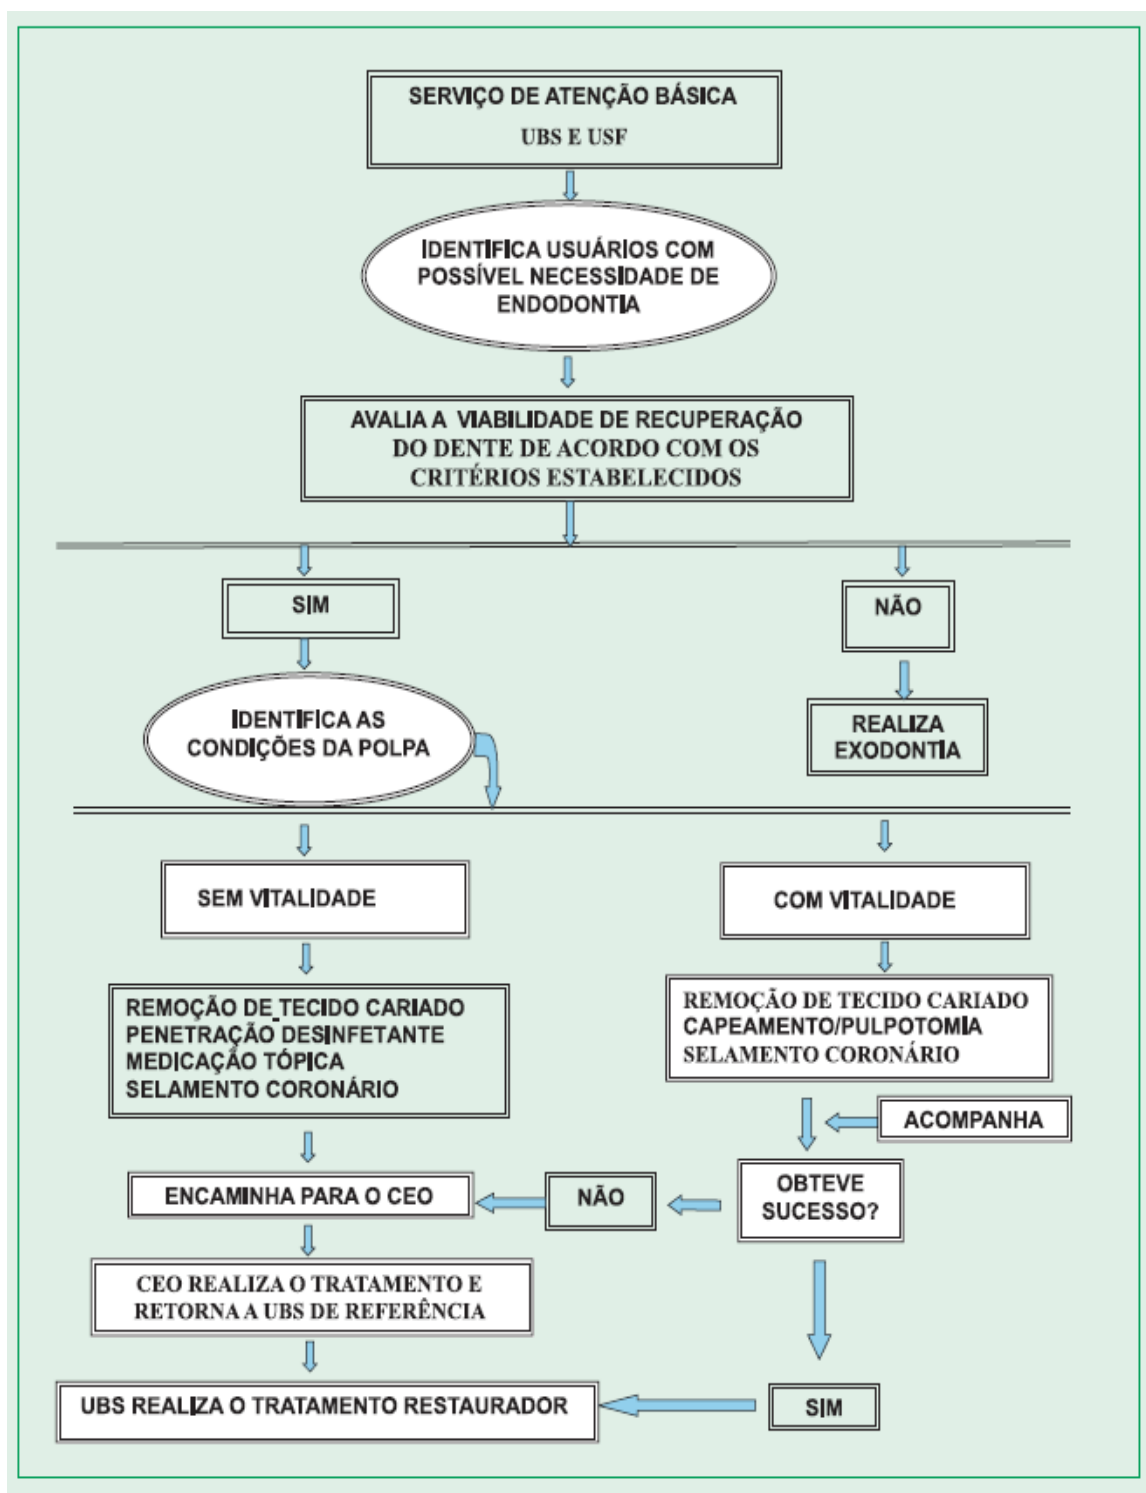 SERVIÇO DE ATENÇÃO BÁSICA
UBS E USF
IDENTIFICA USUÁRIOS COM
POSSÍVEL NECESSIDADE DE
ENDODONTIA
AVALIA A VIABILIDADE DE RECUPERAÇÃO
DO DENTE DE ACORDO COM OS
CRITÉRIOS ESTABELECIDOS
SIM
NÃO
IDENTIFICA AS
CONDIÇÕES DA POLPA
REALIZA
EXODONTIA
SEM VITALIDADE
COM VITALIDADE
REMOÇÃO DE TECIDO CARIADO
PENETRAÇÃO DESINFETANTE
MEDICAÇÃO TÓPICA
SELAMENTO CORONÁRIO
REMOÇÃO DE TECIDO CARIADO
CAPEAMENTO/PULPOTOMIA
SELAMENTO CORONÁRIO
ACOMPANHA
ENCAMINHA PARA O CEO
NÃO
OBTEVE
SUCESSO?
CEO REALIZA O TRATAMENTO E
RETORNA A UBS DE REFERÊNCIA
UBS REALIZA O TRATAMENTO RESTAURADOR
SIM